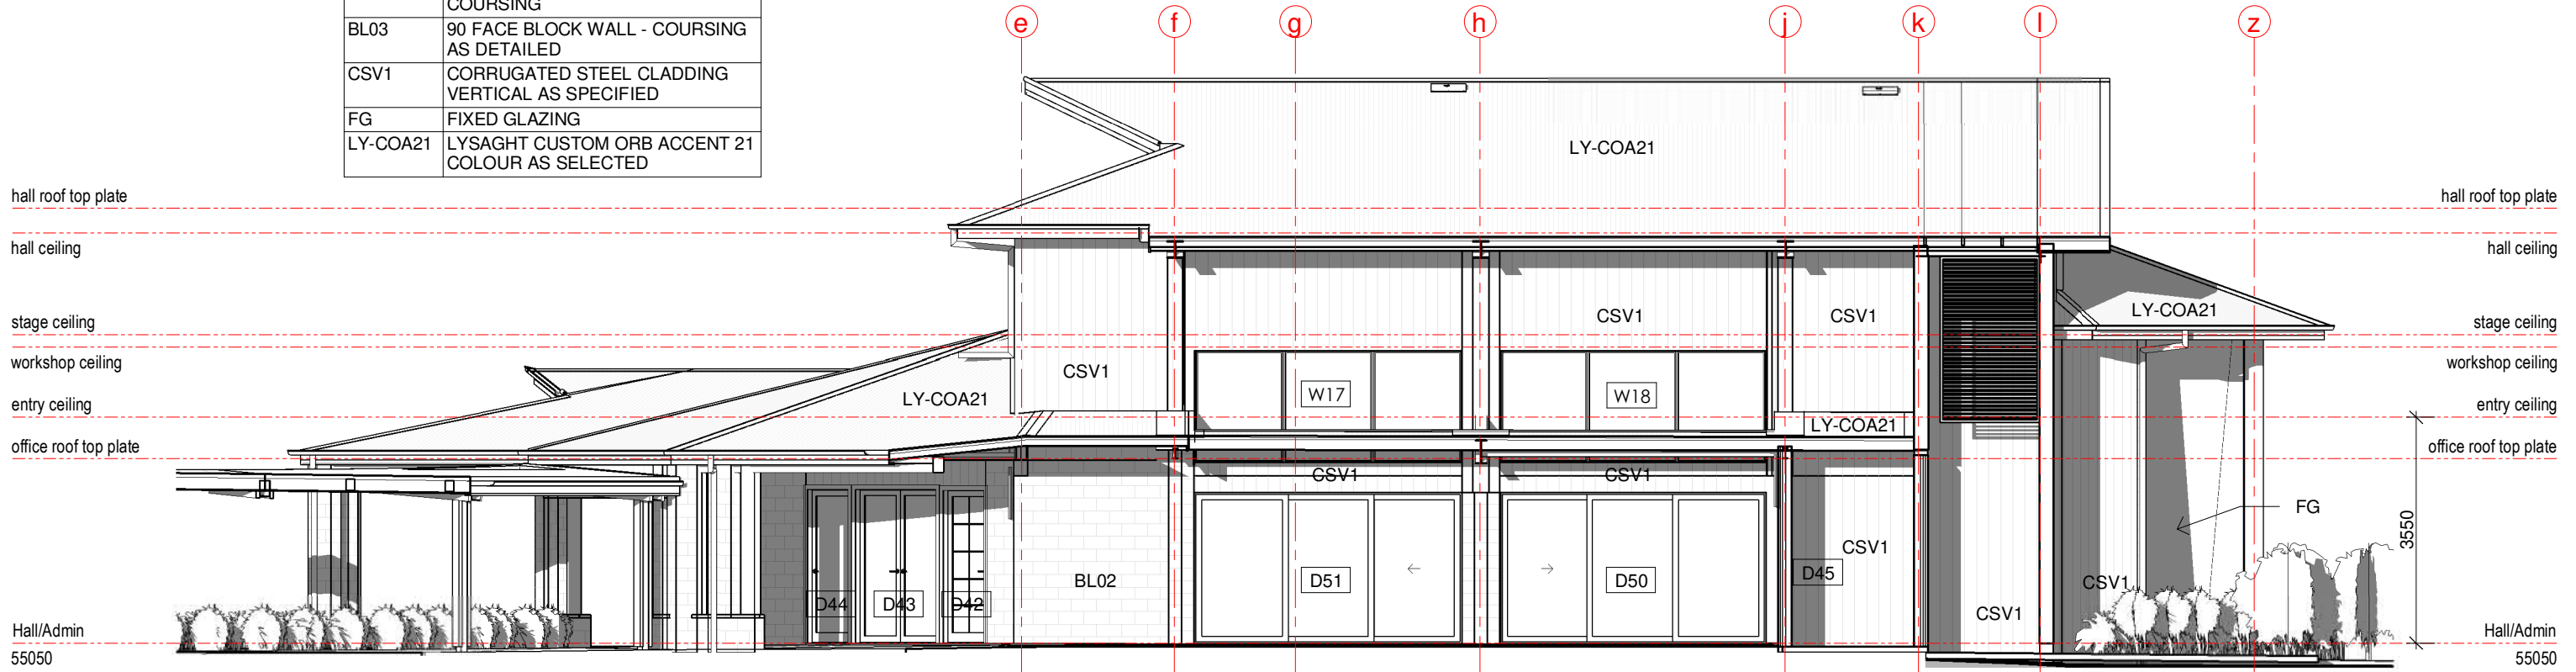 COURSING
BL03 90 FACE BLOCK WALL - COURSING
AS DETAILED
CSV1 CORRUGATED STEEL CLADDING
VERTICAL AS SPECIFIED
FG FIXED GLAZING
LY-COA21 LYSAGHT CUSTOM ORB ACCENT 21
COLOUR AS SELECTED
e f g h j k l z
LY-COA21
hall roof top plate hall roof top plate
hall ceiling hall ceiling
LY-COA21
CSV1 CSV1
stage ceiling stage ceiling
workshop ceiling workshop ceiling
CSV1
W17 W18
LY-COA21
entry ceiling entry ceiling
LY-COA21
office roof top plate office roof top plate
CSV1 CSV1
FG
3550
CSV1
D45
BL02 D51 D50
CSV1
D44 D43 D42
CSV1
Hall/Admin Hall/Admin
55050 55050